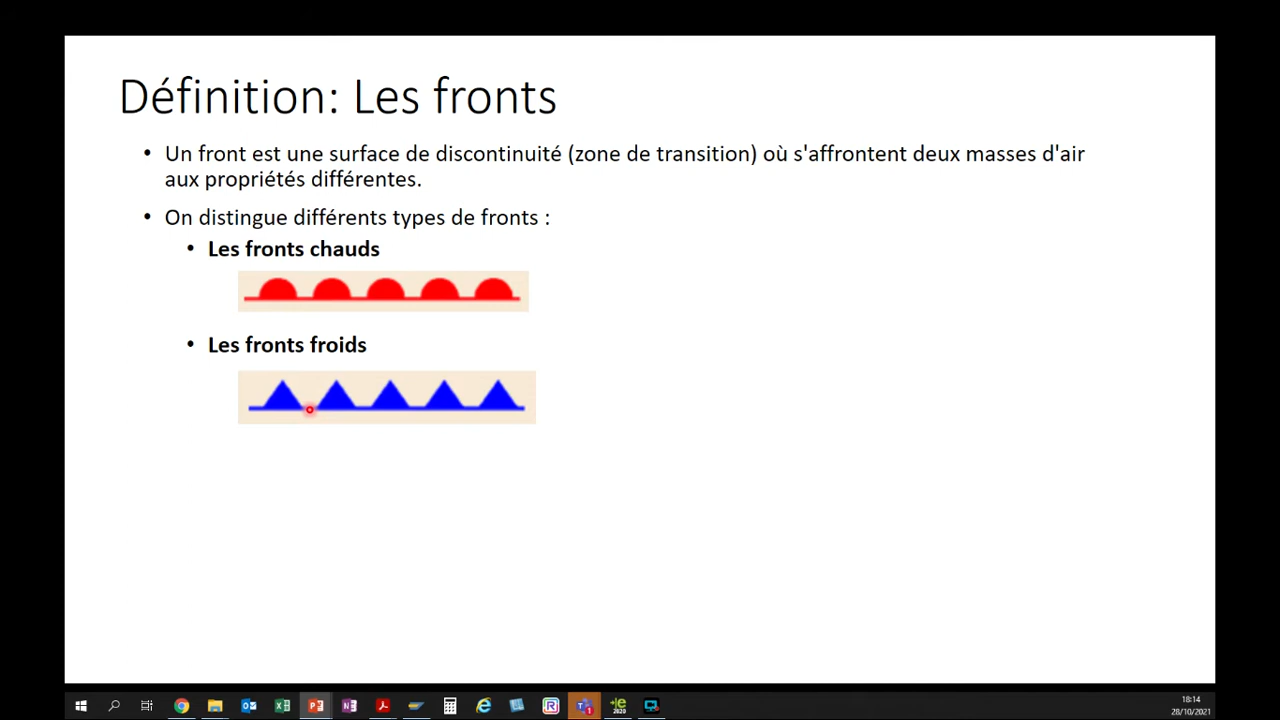 Définition: Les fronts
• Un front est une surface de discontinuité (zone de transition) où s'affrontent deux masses d'air
aux propriétés différentes.
• On distingue différents types de fronts :
• Les fronts chauds
• Les fronts froids
18:14
28/10/2021